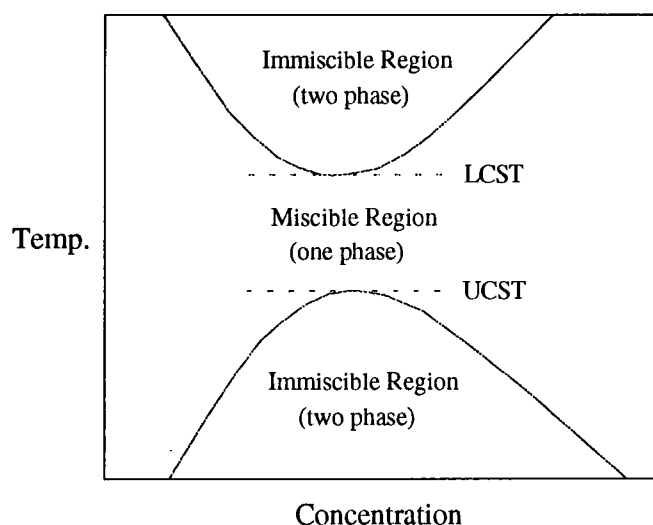 Immiscible Region
(two phase)
LCST
Miscible Region
(one phase)
Temp.
UCST
Immiscible Region
(two phase)
Concentration